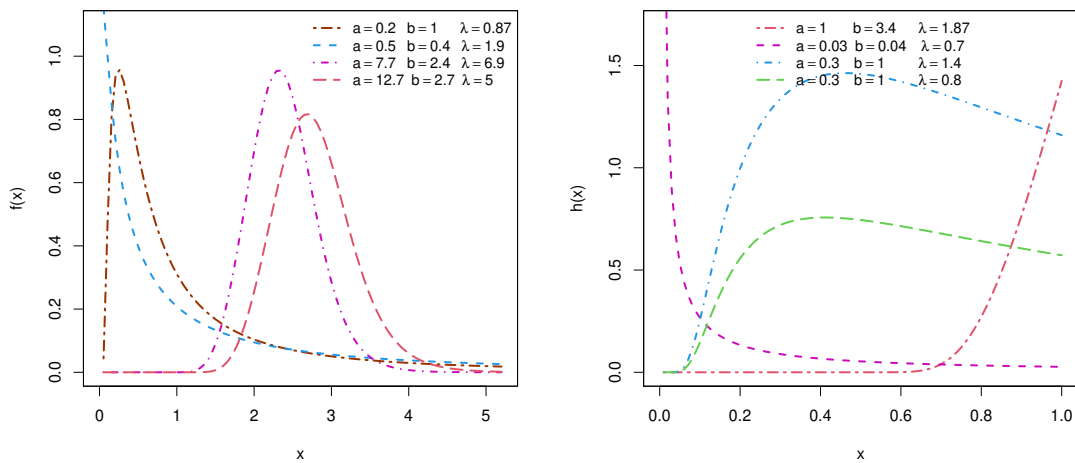 a = 0.2 b = 1 λ = 0.87
a = 0.5 b = 0.4 λ = 1.9
a = 7.7 b = 2.4 λ = 6.9
a = 12.7 b = 2.7 λ = 5
f(x)
0.0 0.2 0.4 0.6 0.8 1.0
0 1 2 3 4 5
x
a = 1 b = 3.4 λ = 1.87
a = 0.03 b = 0.04 λ = 0.7
a = 0.3 b = 1 λ = 1.4
a = 0.3 b = 1 λ = 0.8
h(x)
0.0 0.5 1.0 1.5
0.0 0.2 0.4 0.6 0.8 1.0
x